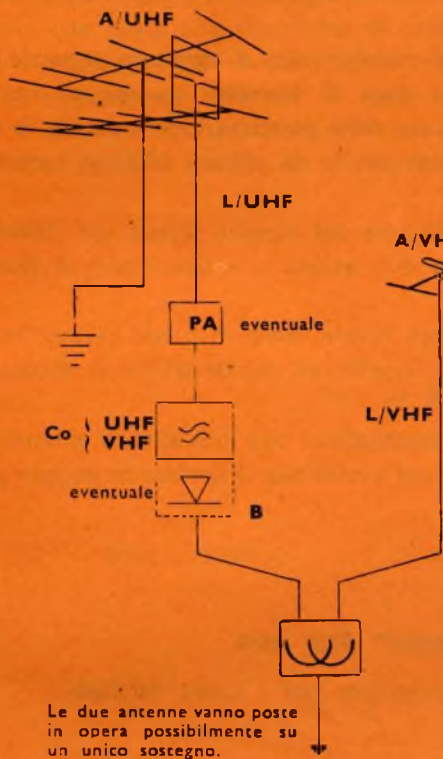 A/UHF
L/UHF
A/VH
PA eventuale
Co UHF
VHF
L/VHF
eventuale
B
Le due antenne vanno poste
in opera possibilmente su
un unico sostegno.